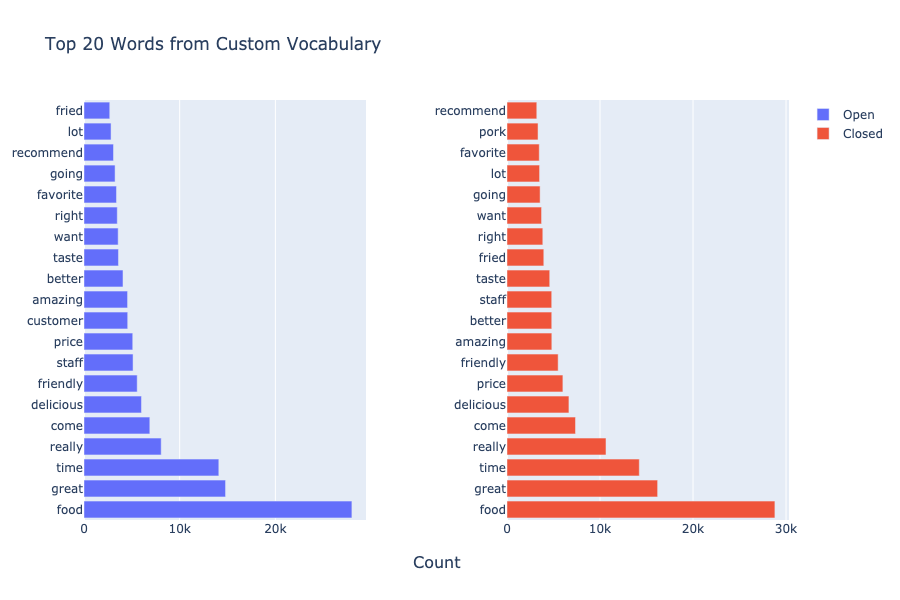 Top 20 Words from Custom Vocabulary
fried
lot
recommend
going
favorite
right
want
taste
better
amazing
customer
price
staff
friendly
delicious
come
really
time
great
food
0 10k 20k
recommend
pork
favorite
lot
going
want
right
fried
taste
staff
better
amazing
friendly
price
delicious
come
really
time
great
food
0 10k 20k 30k
Open
Closed
Count